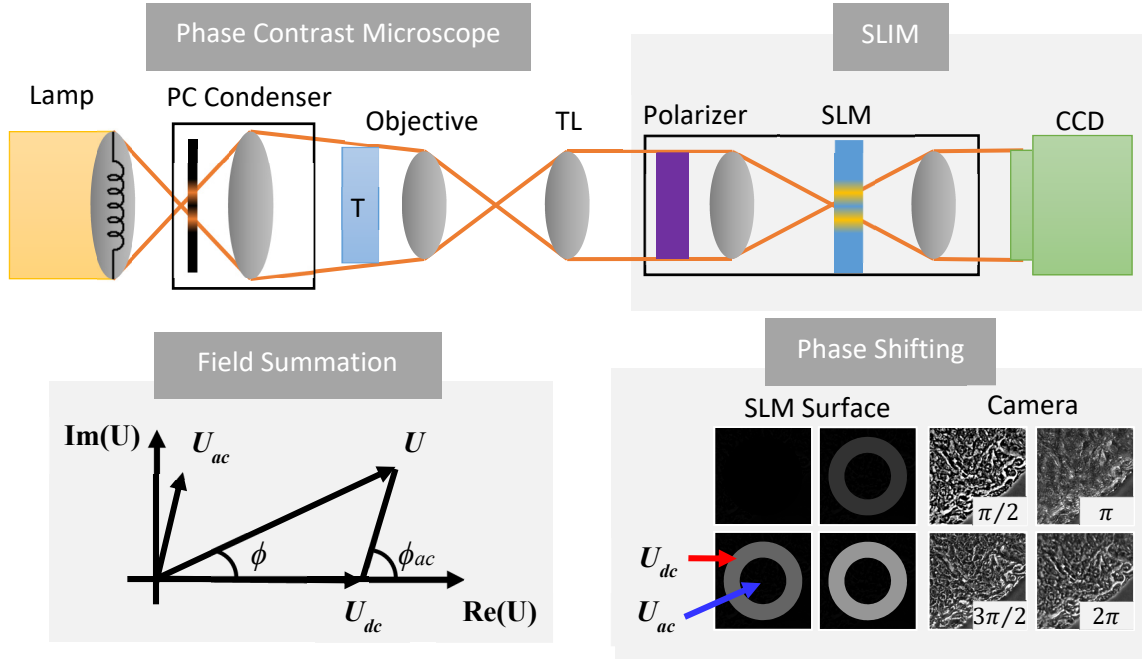 Phase Contrast Microscope
SLIM
Lamp
PC Condenser
Objective
TL
Polarizer
SLM
CCD
T
Field Summation
Phase Shifting
SLM Surface
Camera
Im(U)
U_ac
U
ϕ
ϕ_ac
U_dc
Re(U)
U_dc
U_ac
π/2
π
3π/2
2π